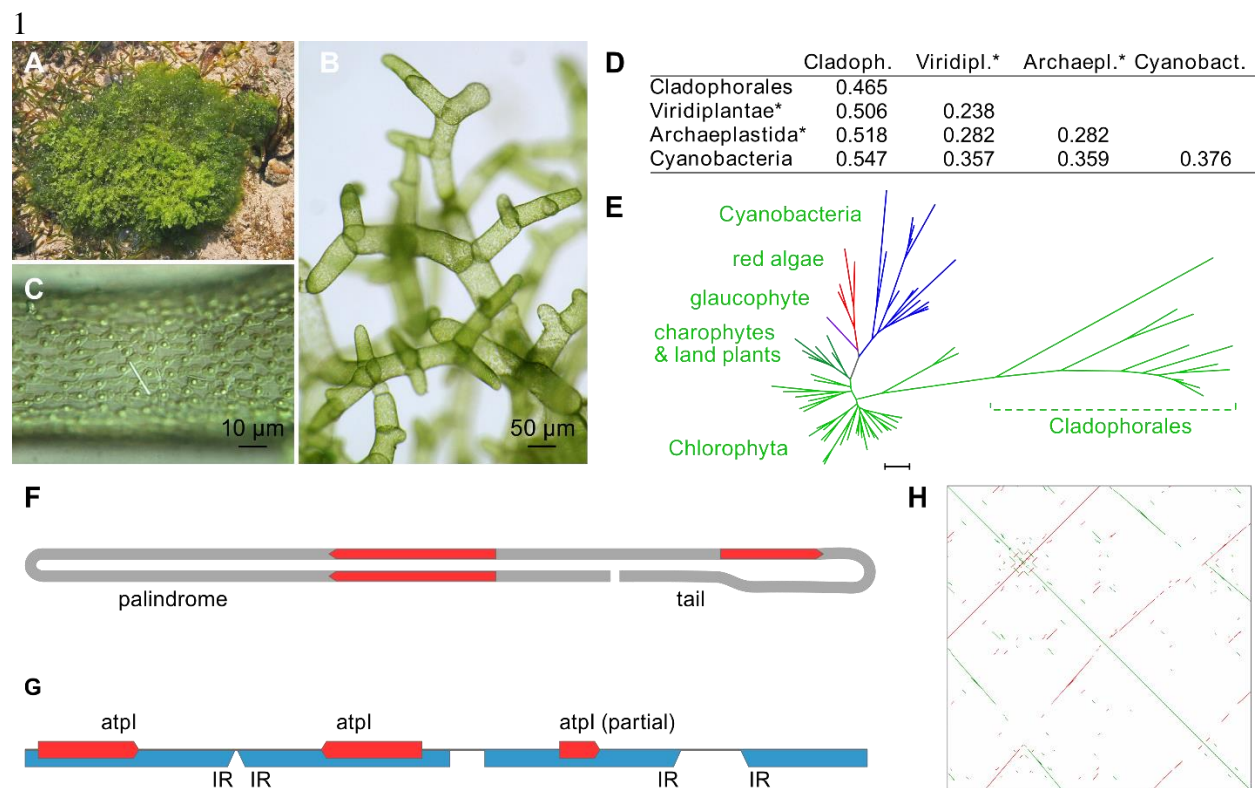 1
A
B
C
10 µm
50 µm
D
Cladoph. Viridipl.* Archaepl.* Cyanobact.
Cladophorales 0.465
Viridiplantae* 0.506 0.238
Archaeplastida* 0.518 0.282 0.282
Cyanobacteria 0.547 0.357 0.359 0.376
E
Cyanobacteria
red algae
glaucophyte
charophytes
& land plants
Chlorophyta
Cladophorales
F
palindrome
tail
G
atpI atpI atpI (partial)
IR IR IR IR
H